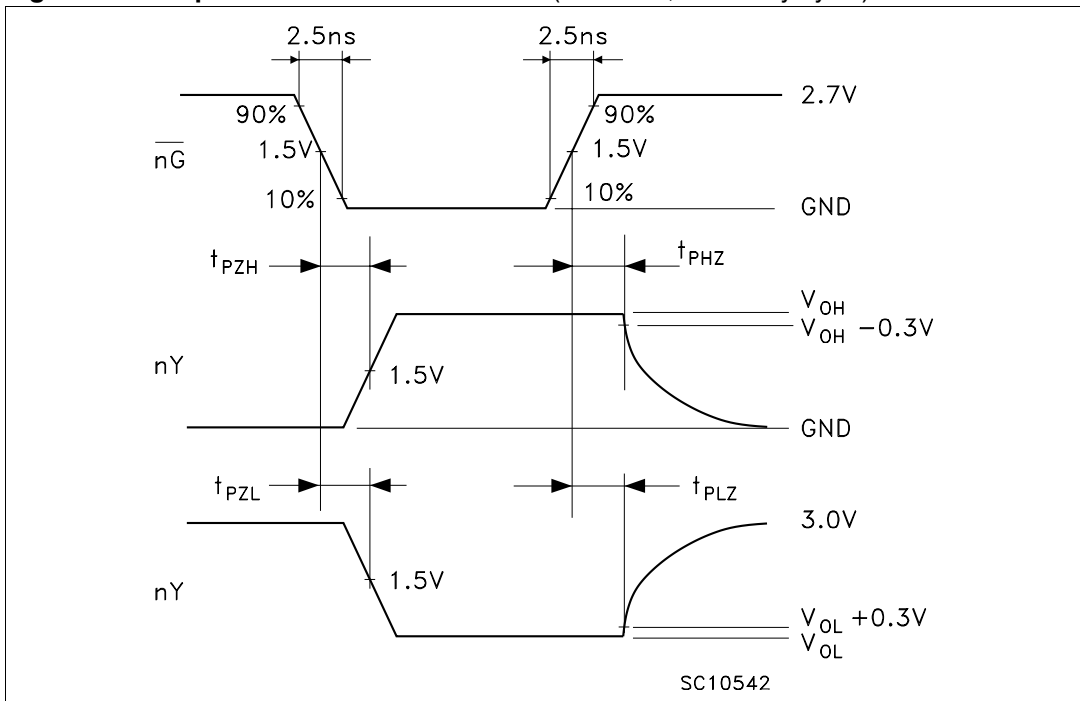 2.5ns 2.5ns
2.7V
90% 90%
nG 1.5V 1.5V
10% 10%
GND
tPZH tPHZ
VOH
VOH −0.3V
nY 1.5V
GND
tPZL tPLZ
3.0V
nY 1.5V
VOL +0.3V
VOL
SC10542